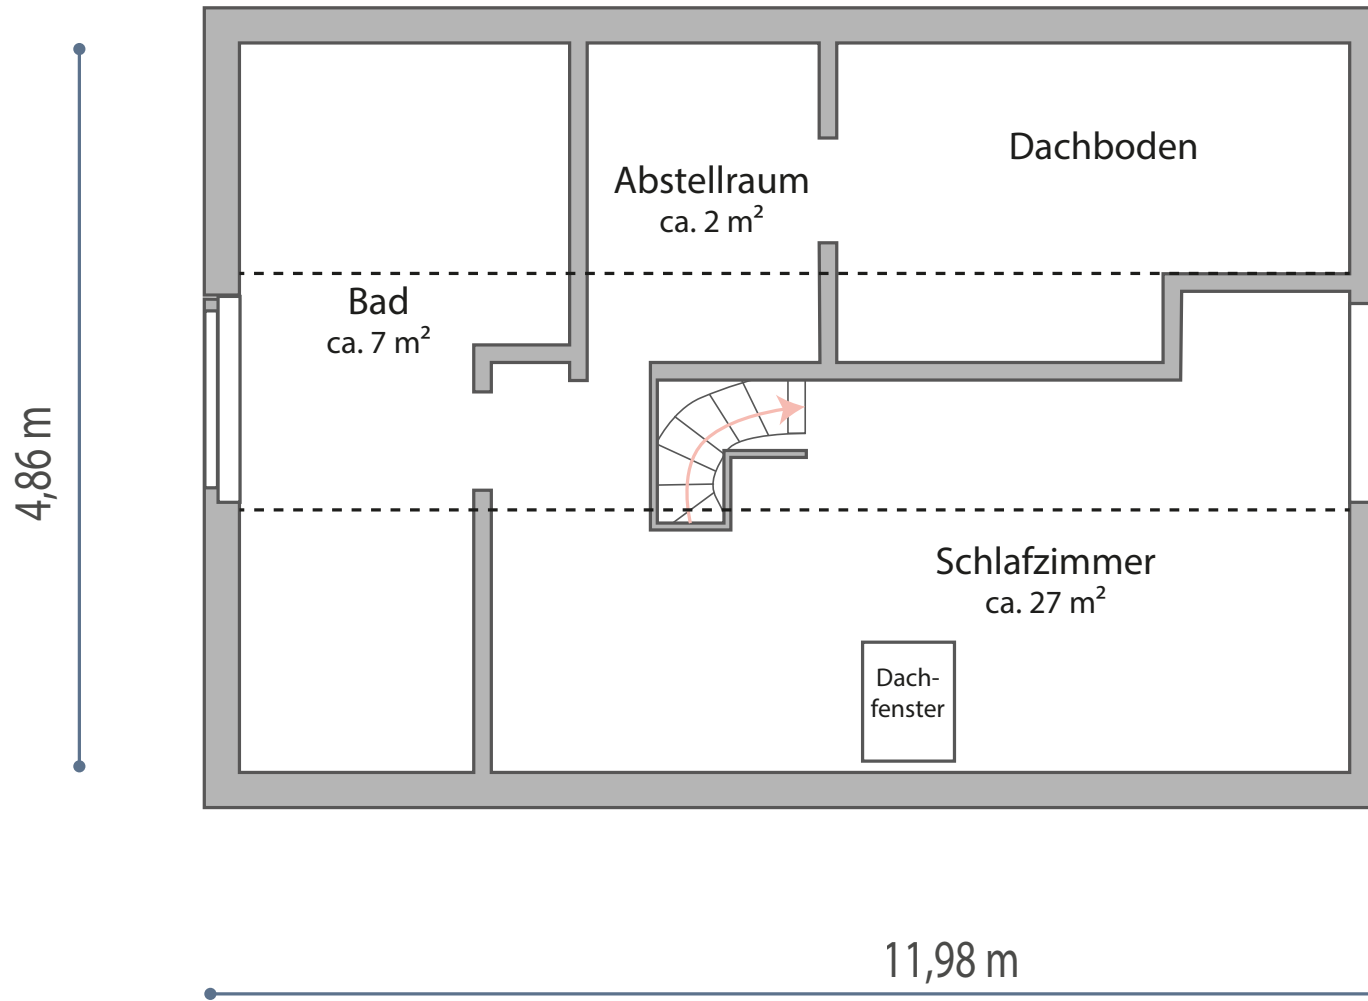 Dachboden
Abstellraum
ca. 2 m²
Bad
ca. 7 m²
4,86 m
Schlafzimmer
ca. 27 m²
Dach-
fenster
11,98 m